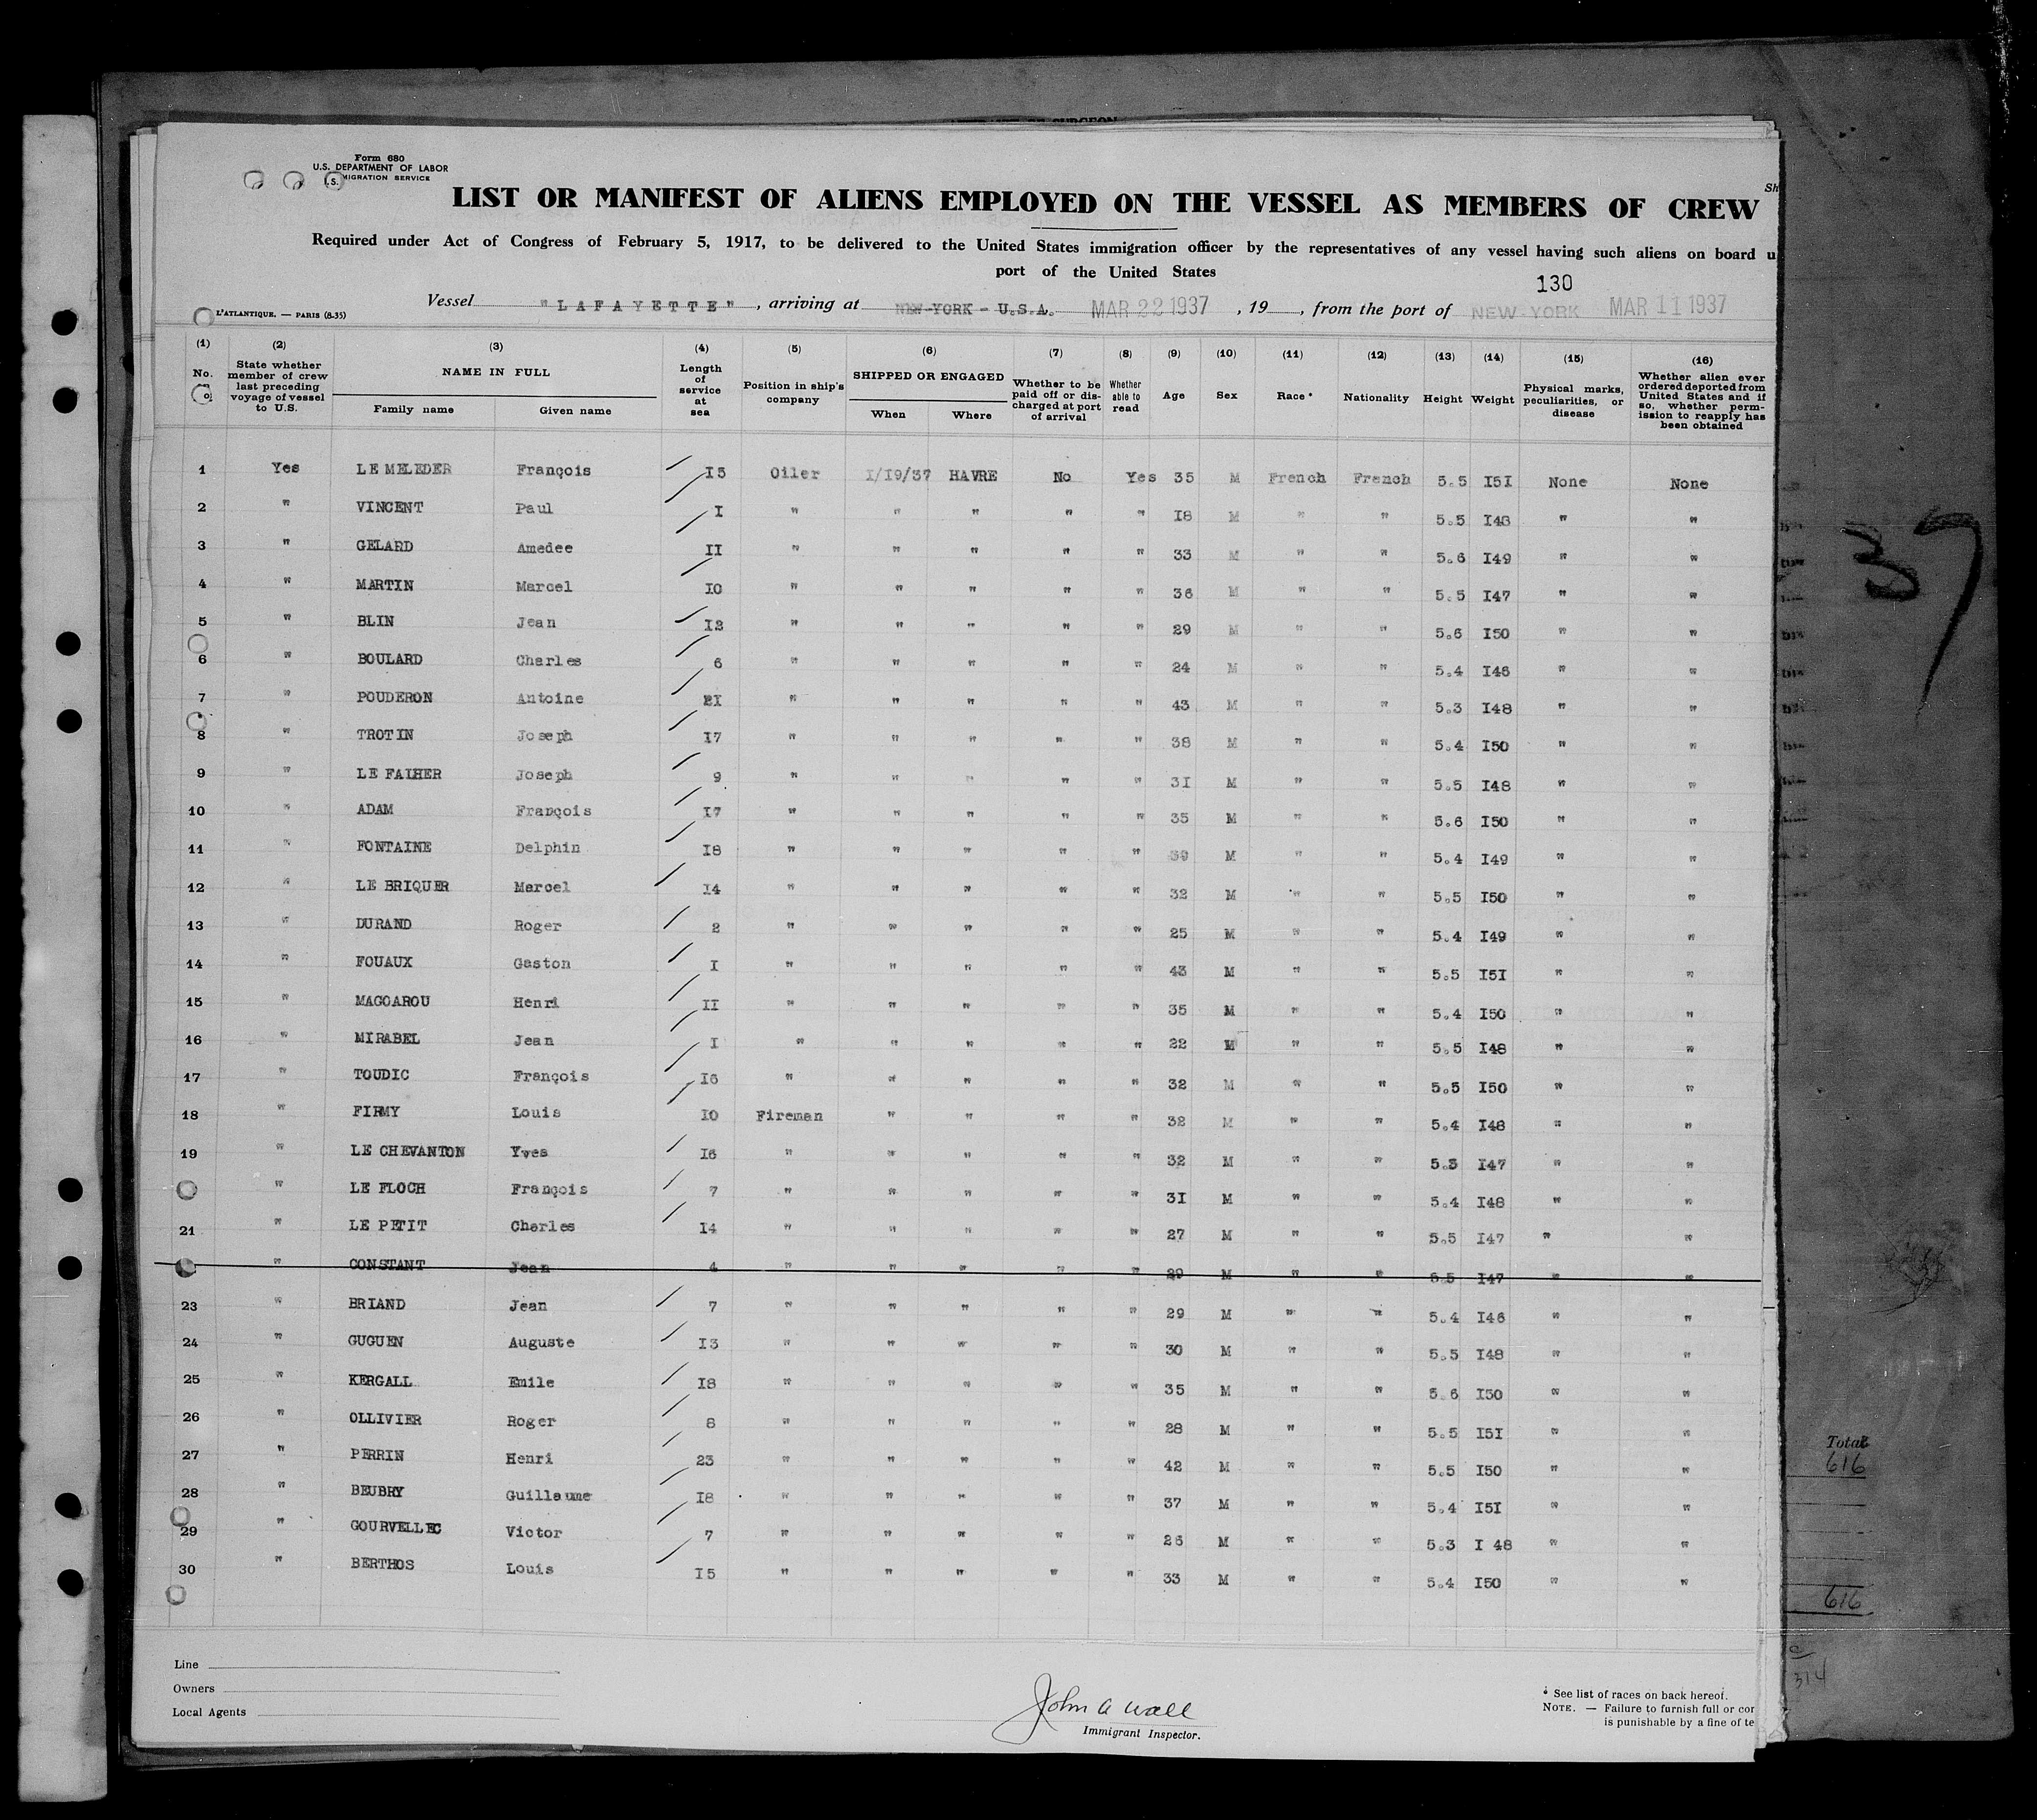 Form 680
U.S. DEPARTMENT OF LABOR
MIGRATION SERVICE
LIST OR MANIFEST OF ALIENS EMPLOYED ON THE VESSEL AS MEMBERS OF CREW
Required under Act of Congress of February 5, 1917, to be delivered to the United States immigration officer by the representatives of any vessel having such aliens on board u
port of the United States
130
Vessel "LAFAYETTE", arriving at NEW-YORK - U.S.A. MAR 22 1937, 19 , from the port of NEW-YORK MAR 11 1937
L'ATLANTIQUE. — PARIS (8-35)
(1) (2) (3) (4) (5) (6) (7) (8) (9) (10) (11) (12) (13) (14) (15) (16)
No. State whether member of crew last preceding voyage of vessel to U.S. NAME IN FULL Family name Given name Length of service at sea Position in ship's company SHIPPED OR ENGAGED When Where Whether to be paid off or discharged at port of arrival Whether able to read Age Sex Race* Nationality Height Weight Physical marks, peculiarities, or disease Whether alien ever ordered deported from United States and if so, whether permission to reapply has been obtained
1 Yes LE MELEDER François 15 Oiler 1/19/37 HAVRE No Yes 35 M French French 5.5 151 None None
2 " VINCENT Paul I " " " " " 18 M " " 5.5 148 " "
3 " GELARD Amedee II " " " " " 33 M " " 5.6 I49 " "
4 " MARTIN Marcel I0 " " " " " 36 M " " 5.5 I47 " "
5 " BLIN Jean I2 " " " " " 29 M " " 5.6 I50 " "
6 " BOULARD Charles 6 " " " " " 24 M " " 5.4 I46 " "
7 " POUDERON Antoine 2I " " " " " 43 M " " 5.3 I48 " "
8 " TROTIN Joseph I7 " " " " " 38 M " " 5.4 I50 " "
9 " LE FAIHER Joseph 9 " " " " " 3I M " " 5.5 I48 " "
10 " ADAM François I7 " " " " " 35 M " " 5.6 I50 " "
11 " FONTAINE Delphin I8 " " " " " 39 M " " 5.4 I49 " "
12 " LE BRIQUER Marcel I4 " " " " " 32 M " " 5.5 I50 " "
13 " DURAND Roger 2 " " " " " 25 M " " 5.4 I49 " "
14 " FOUAUX Gaston I " " " " " 43 M " " 5.5 I5I " "
15 " MAGOAROU Henri II " " " " " 35 M " " 5.4 I50 " "
16 " MIRABEL Jean I " " " " " 22 M " " 5.5 I48 " "
17 " TOUDIC François I6 " " " " " 32 M " " 5.5 I50 " "
18 " FIRMY Louis I0 Fireman " " " " 32 M " " 5.4 I48 " "
19 " LE CHEVANTON Yves I6 " " " " " 32 M " " 5.3 I47 " "
" LE FLOCH François 7 " " " " " 3I M " " 5.4 I48 " "
21 " LE PETIT Charles I4 " " " " " 27 M " " 5.5 I47 " "
" CONSTANT Jean 4 " " " " " 29 M " " 5.5 I47 " "
23 " BRIAND Jean 7 " " " " " 29 M " " 5.4 I46 " "
24 " GUGUEN Auguste I3 " " " " " 30 M " " 5.5 I48 " "
25 " KERGALL Emile I8 " " " " " 35 M " " 5.6 I50 " "
26 " OLLIVIER Roger 8 " " " " " 28 M " " 5.5 I5I " "
27 " PERRIN Henri 23 " " " " " 42 M " " 5.5 I50 " "
28 " BEUBRY Guillaume I8 " " " " " 37 M " " 5.4 I5I " "
29 " GOURVELLEC Victor 7 " " " " " 26 M " " 5.3 I 48 " "
30 " BERTHOS Louis I5 " " " " " 33 M " " 5.4 I50 " "
Line
Owners
Local Agents
John A Wall
Immigrant Inspector.
* See list of races on back hereof.
NOTE. — Failure to furnish full or cor
is punishable by a fine of te
37
Total
616
616
314